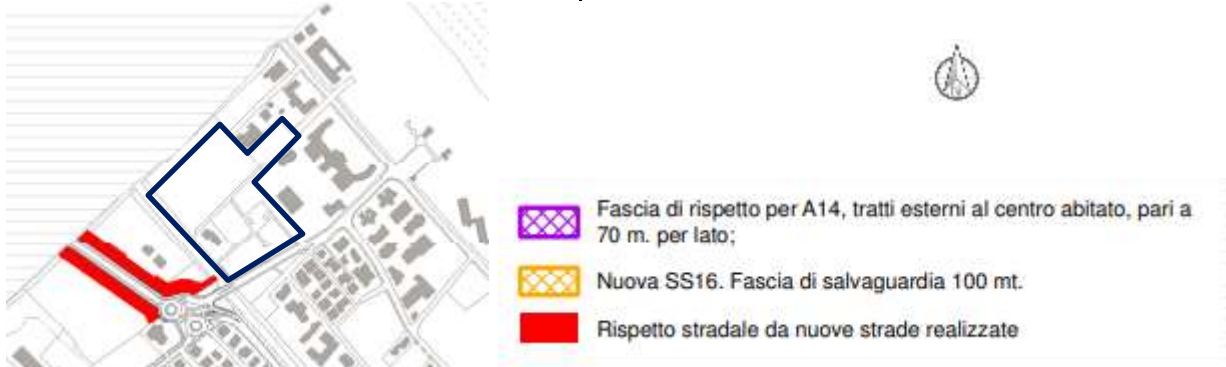 Fascia di rispetto per A14, tratti esterni al centro abitato, pari a
70 m. per lato;
Nuova SS16. Fascia di salvaguardia 100 mt.
Rispetto stradale da nuove strade realizzate